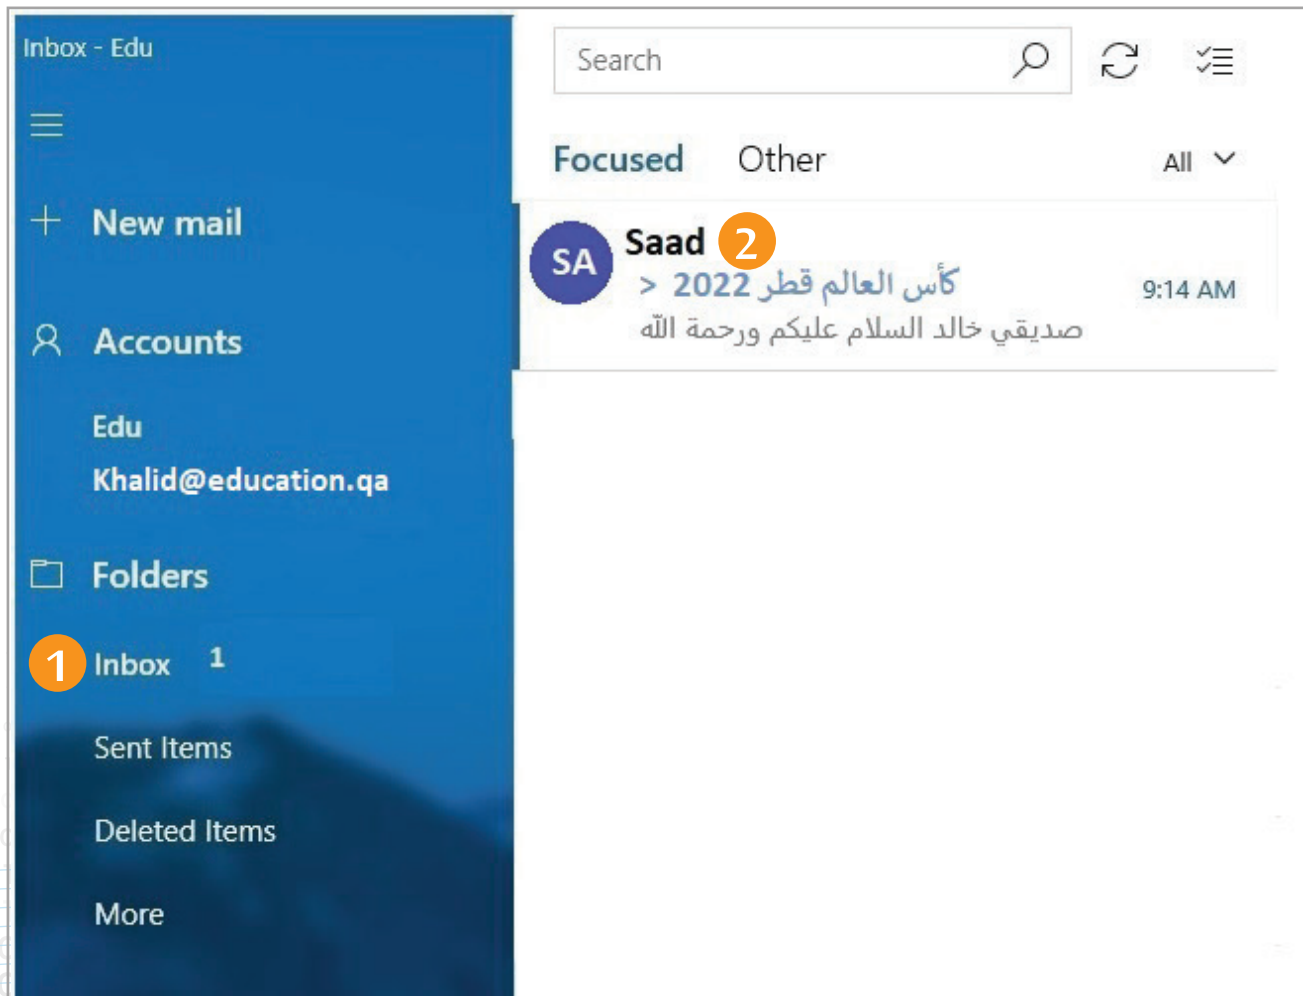 Inbox - Edu
New mail
Accounts
Edu
Khalid@education.qa
Folders
1 Inbox 1
Sent Items
Deleted Items
More
Search
Focused Other All
SA
Saad 2
كأس العالم قطر 2022 >
9:14 AM
صديقي خالد السلام عليكم ورحمة الله